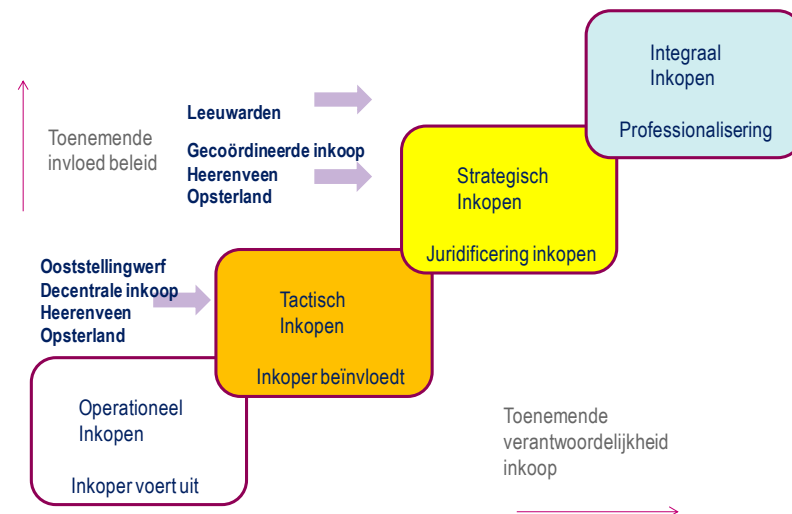 Integraal
Inkopen
Professionalisering
Toenemende
invloed beleid
Leeuwarden
Gecoördineerde inkoop
Heerenveen
Opsterland
Strategisch
Inkopen
Juridificering inkopen
Ooststellingwerf
Decentrale inkoop
Heerenveen
Opsterland
Tactisch
Inkopen
Inkoper beïnvloedt
Operationeel
Inkopen
Inkoper voert uit
Toenemende
verantwoordelijkheid
inkoop